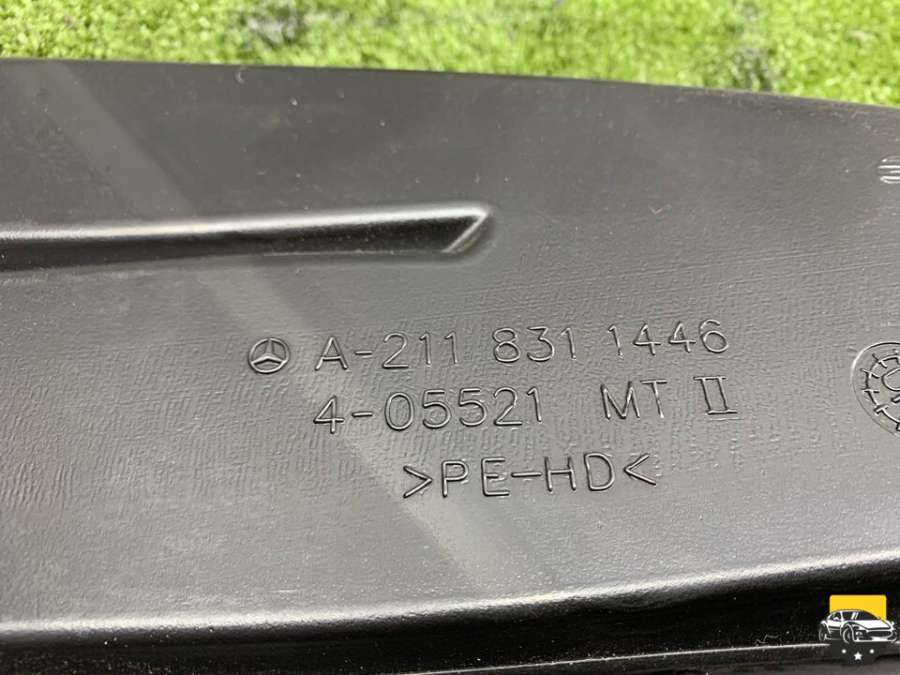 A-211 831 1446
4-05521 MT II
>PE-HD<